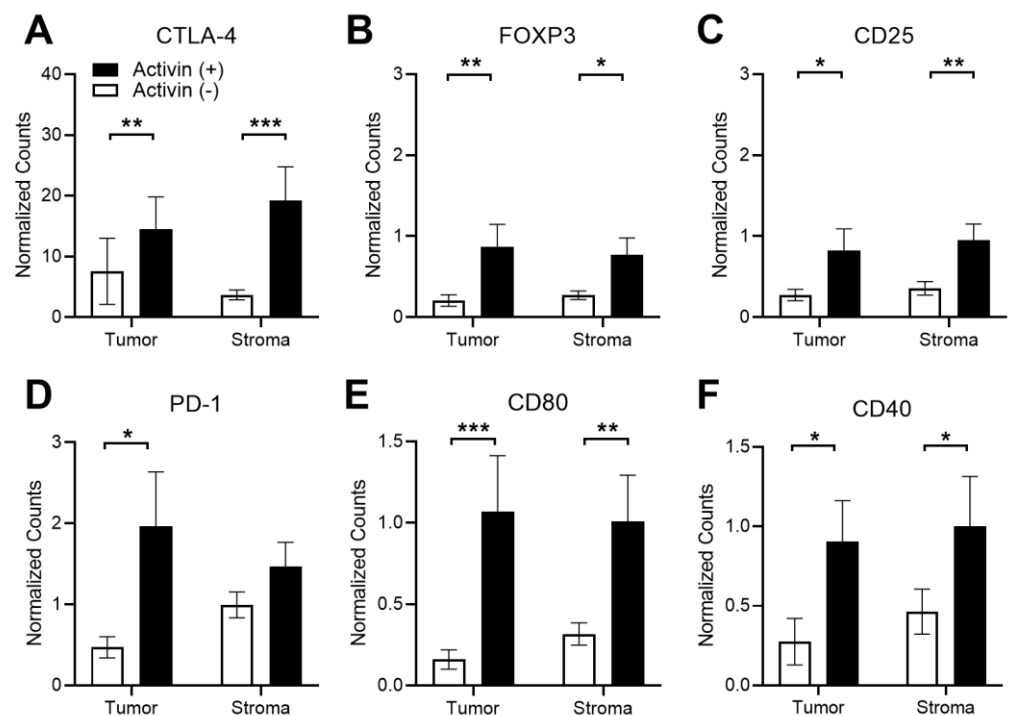 A CTLA-4
Activin (+)
Activin (-)
Normalized Counts
40
30
20
10
0
** ***
Tumor Stroma
B FOXP3
Normalized Counts
3
2
1
0
** *
Tumor Stroma
C CD25
Normalized Counts
3
2
1
0
* **
Tumor Stroma
D PD-1
Normalized Counts
3
2
1
0
*
Tumor Stroma
E CD80
Normalized Counts
1.5
1.0
0.5
0.0
*** **
Tumor Stroma
F CD40
Normalized Counts
1.5
1.0
0.5
0.0
* *
Tumor Stroma